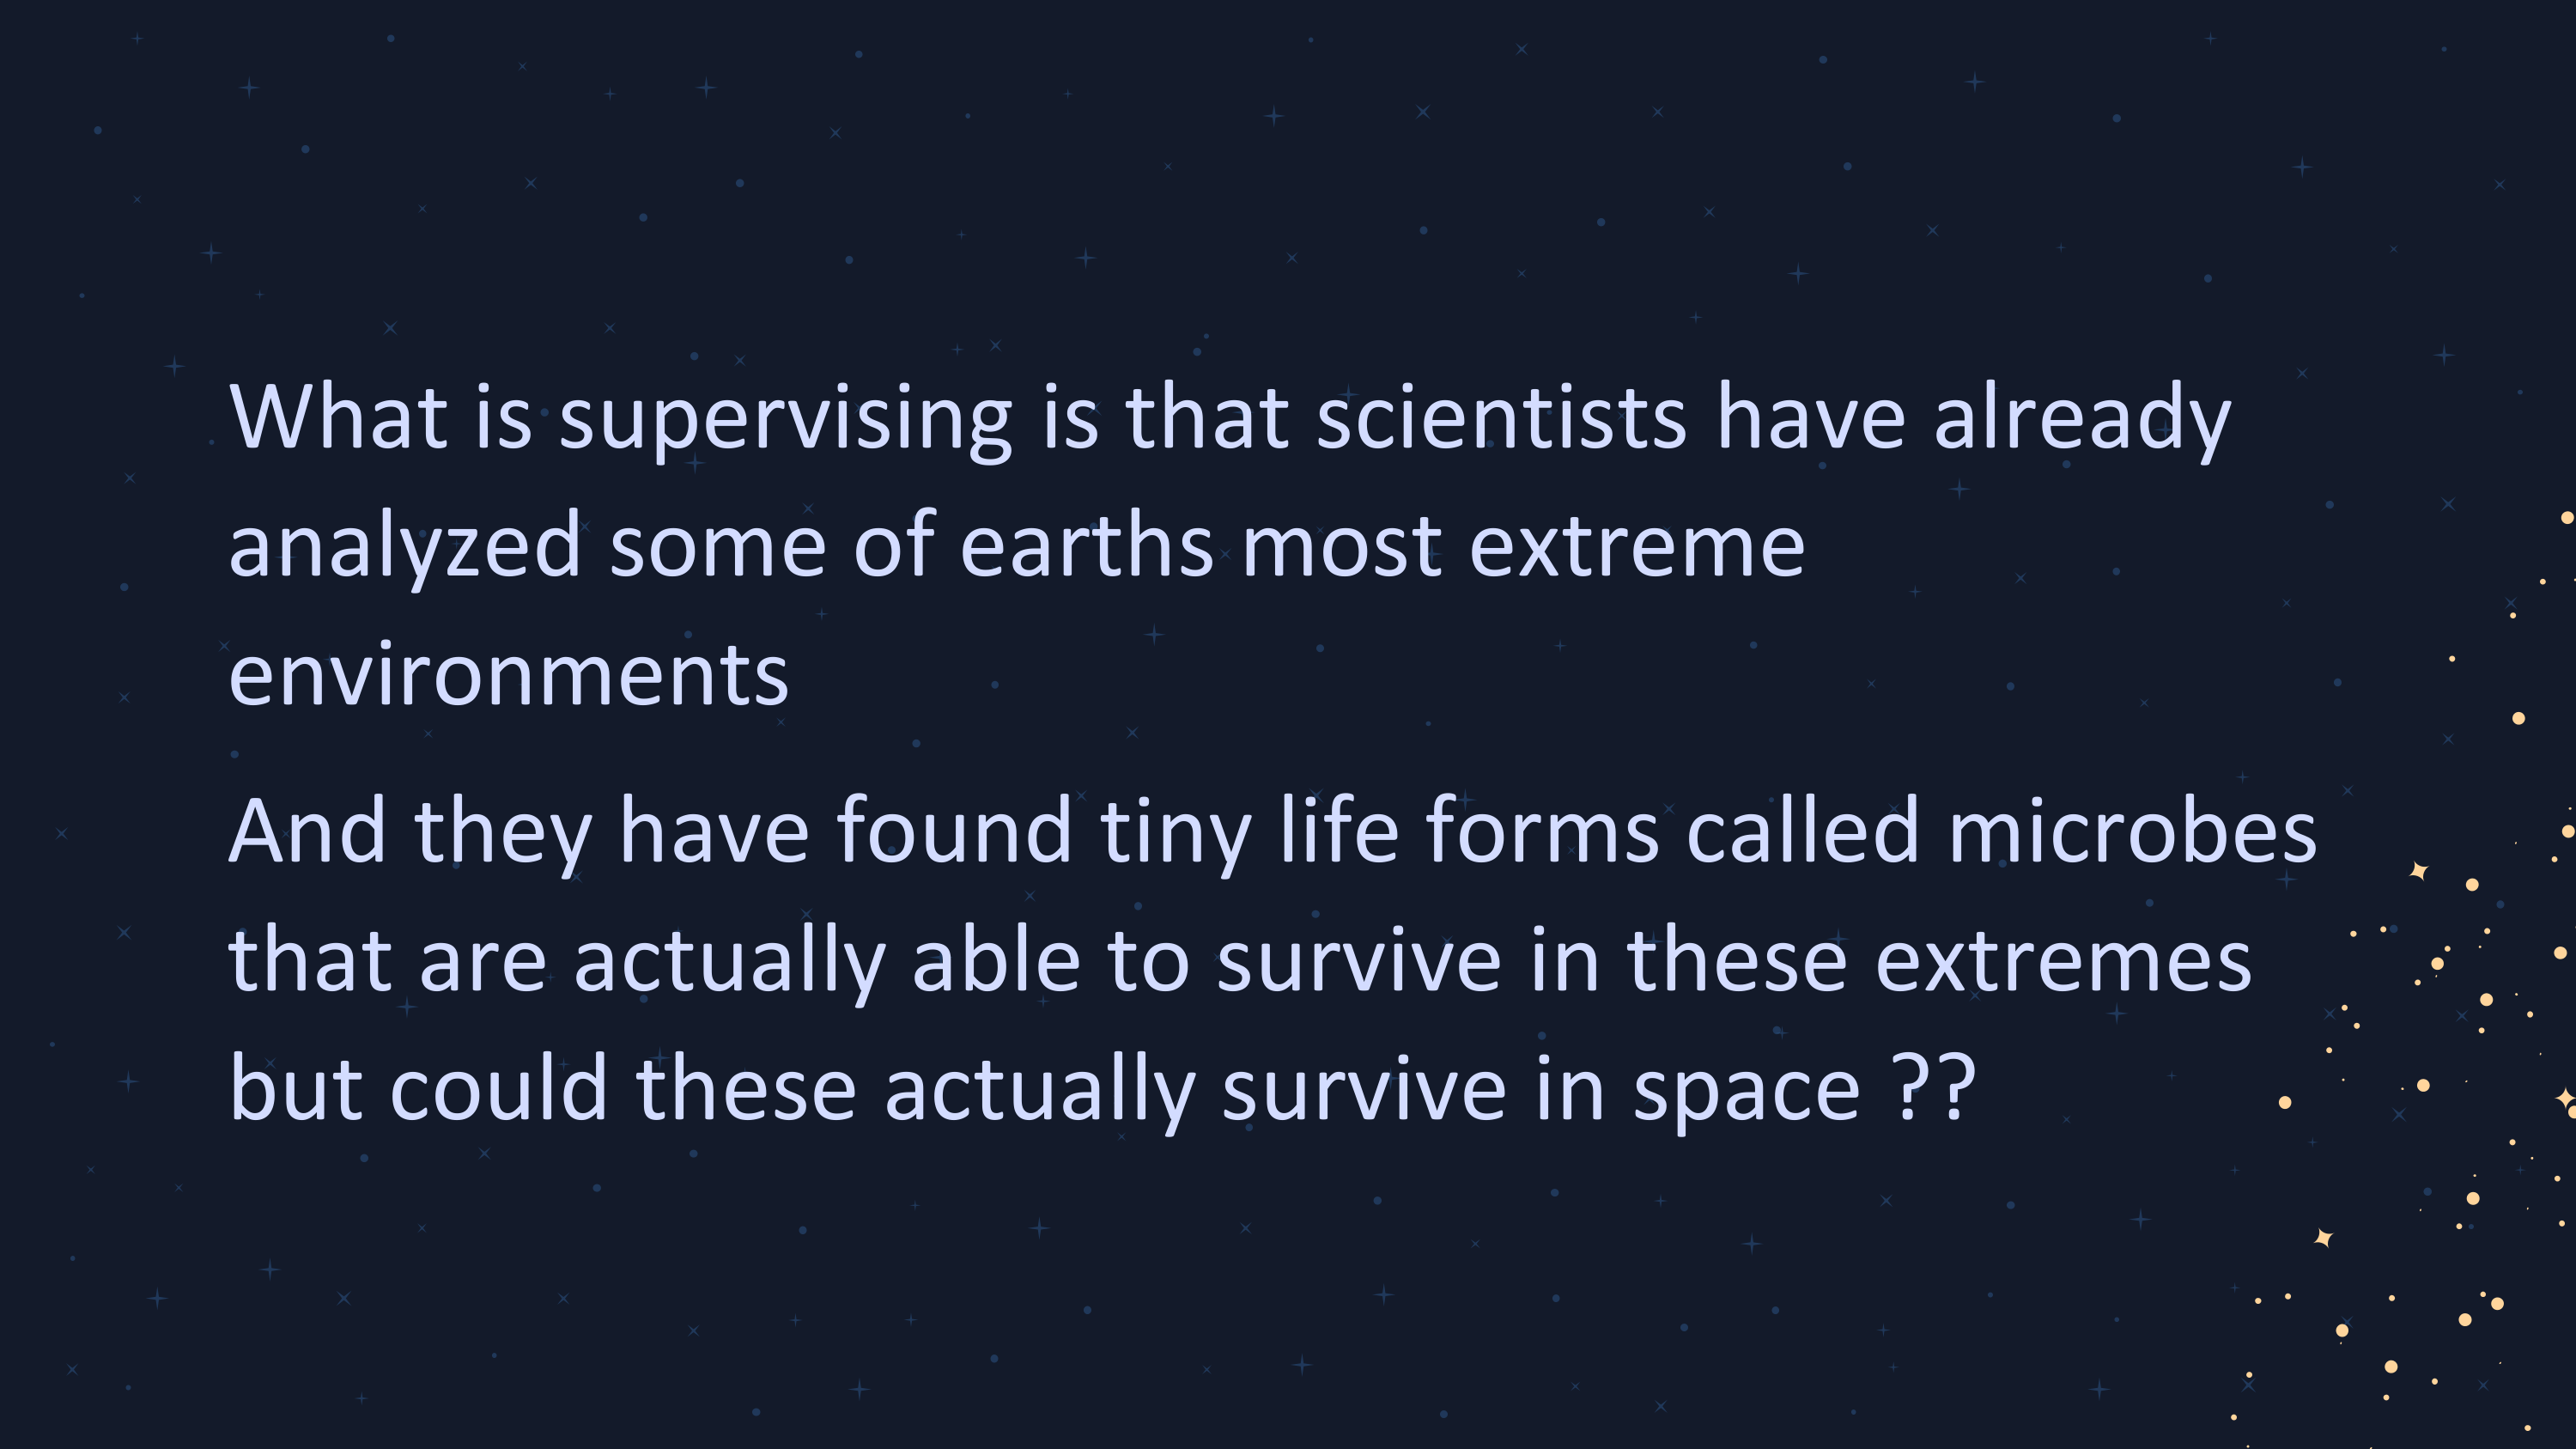 What is supervising is that scientists have already
analyzed some of earths most extreme
environments
And they have found tiny life forms called microbes
that are actually able to survive in these extremes
but could these actually survive in space ??